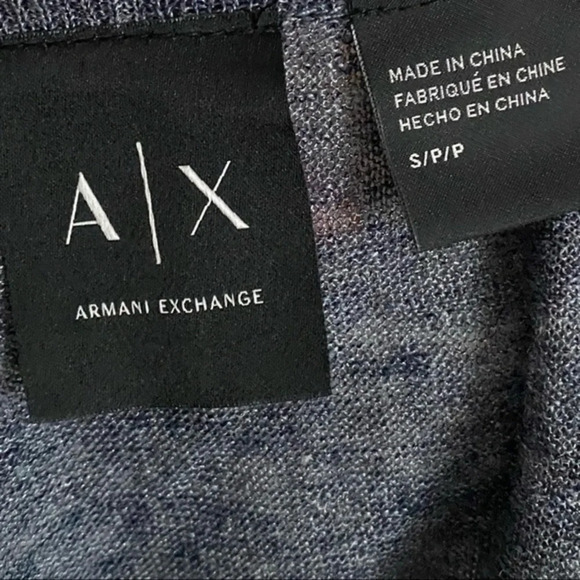 A|X
ARMANI EXCHANGE
MADE IN CHINA
FABRIQUÉ EN CHINE
HECHO EN CHINA
S/P/P